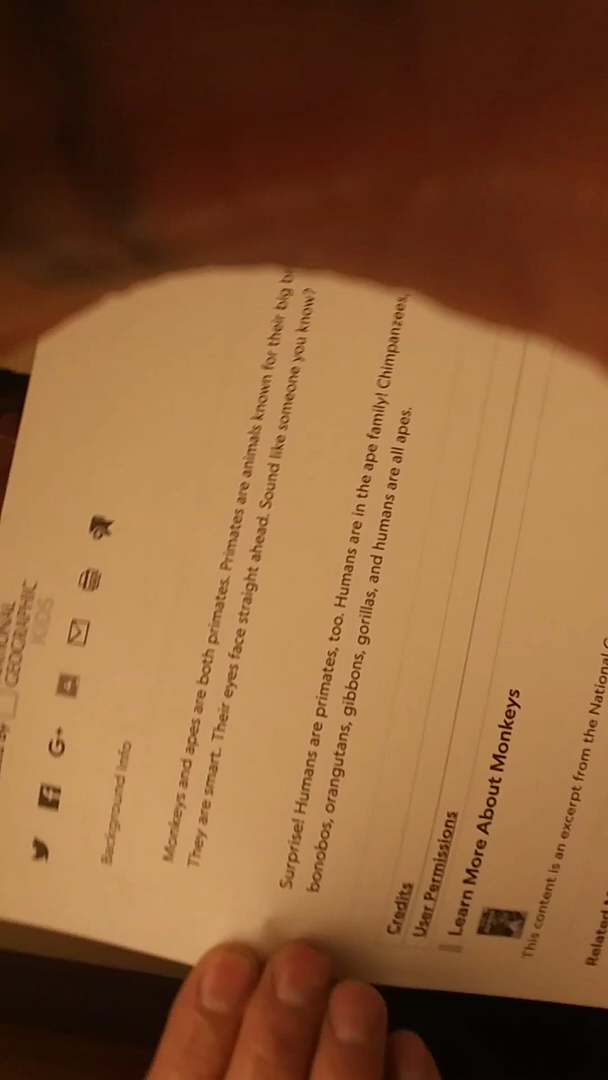 by
GEOGRAPHIC
KIDS
G+
Background Info
Monkeys and apes are both primates. Primates are animals known for their big
They are smart. Their eyes face straight ahead. Sound like someone you know?
Surprise! Humans are primates, too. Humans are in the ape family! Chimpanzees,
bonobos, orangutans, gibbons, gorillas, and humans are all apes.
Credits
User Permissions
Learn More About Monkeys
This content is an excerpt from the National
Related